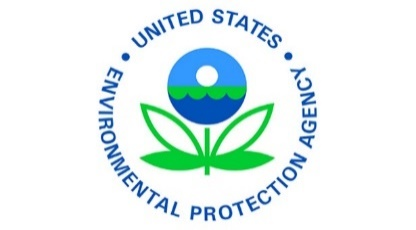 UNITED STATES
ENVIRONMENTAL PROTECTION AGENCY